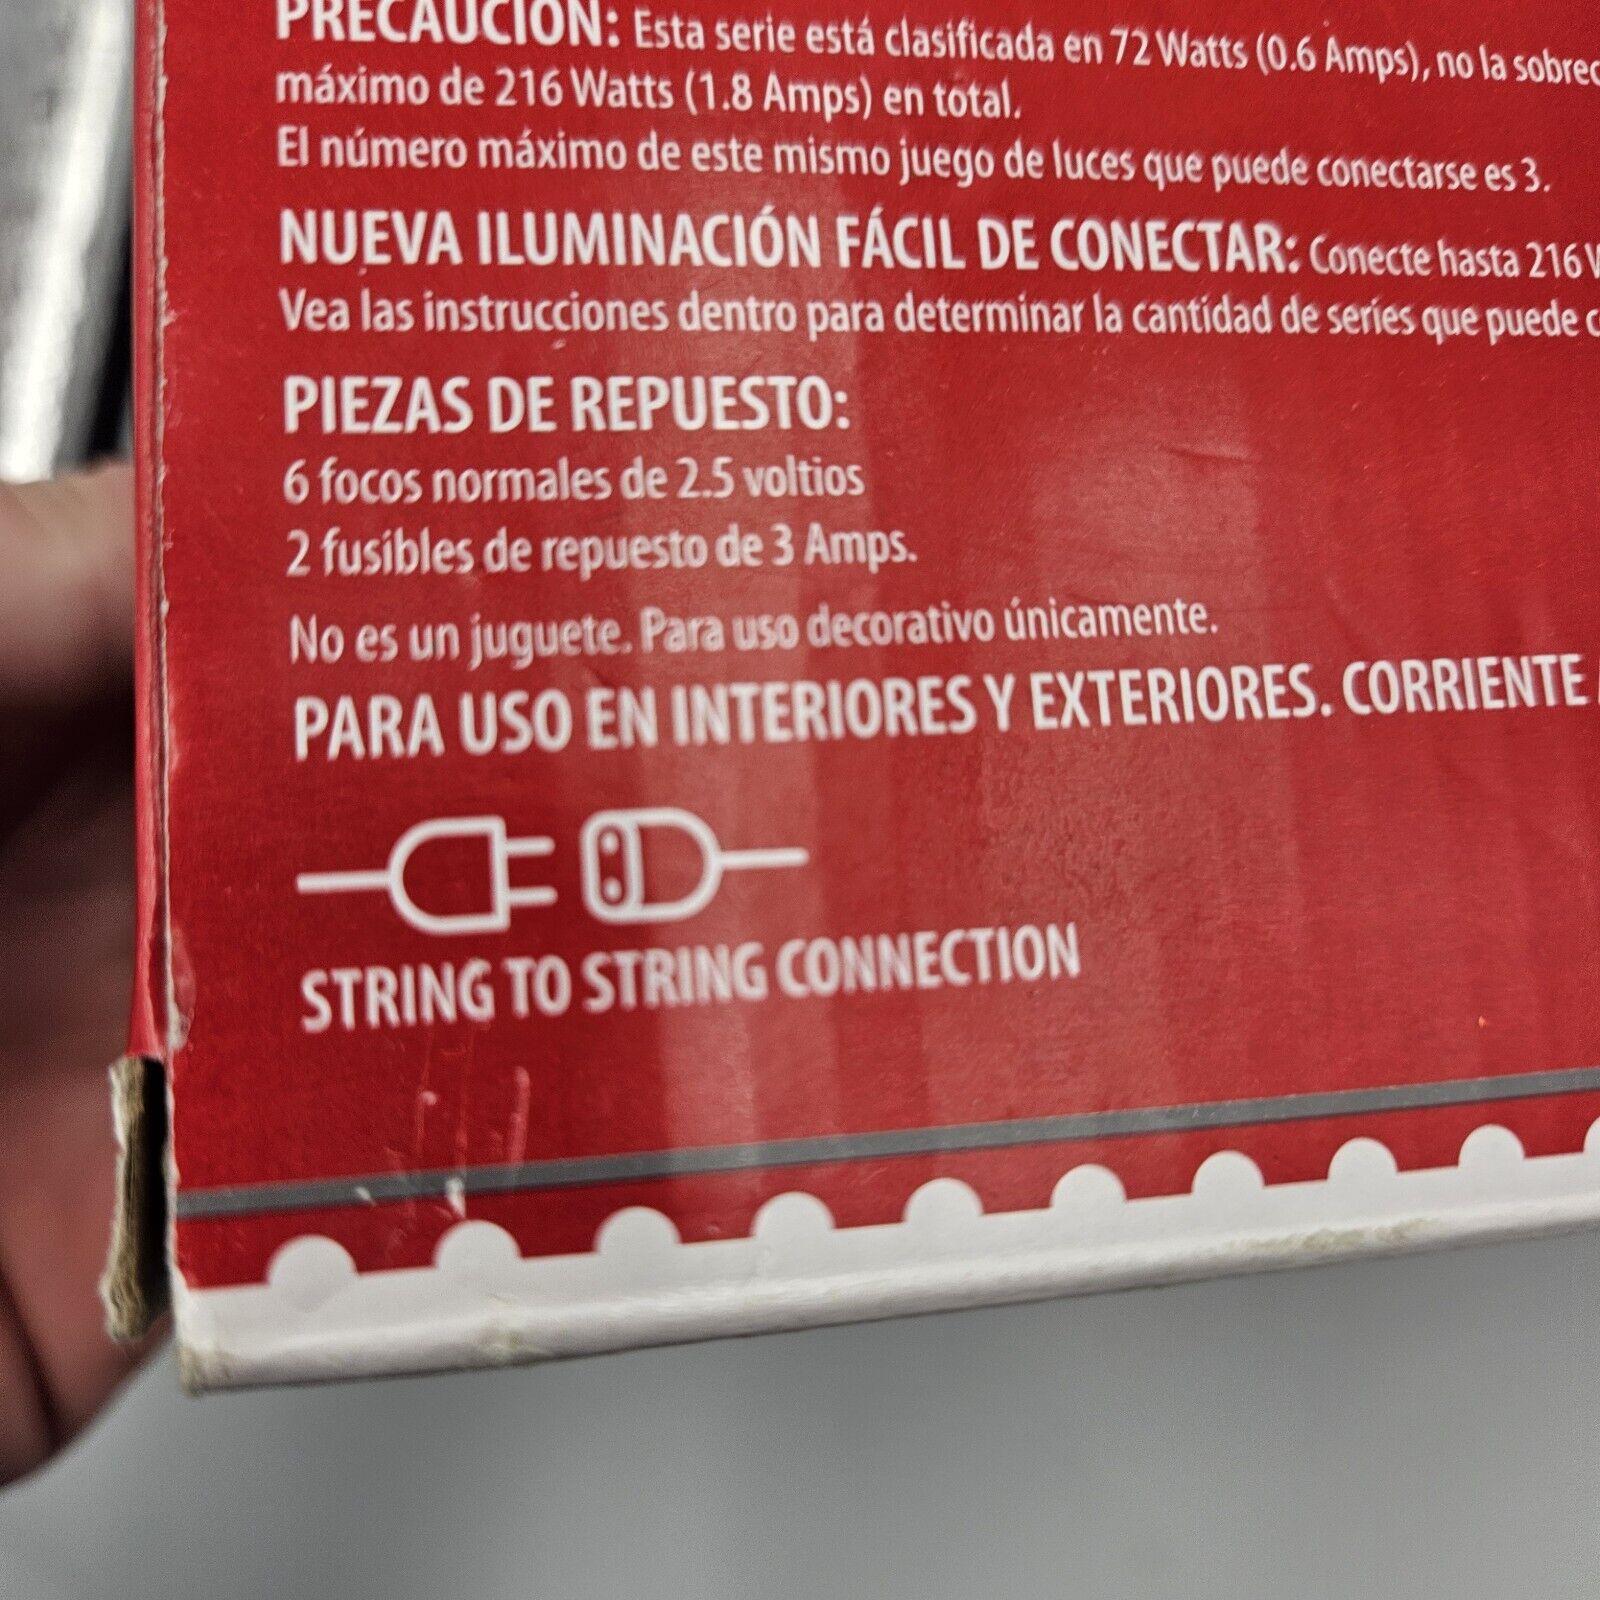 PRECAUCIÓN: Esta serie está clasificada en 72 Watts (0.6 Amps), no la
máximo de 216 Watts (1.8 Amps) en total.
El número máximo de este mismo juego de luces que puede conectarse es 3.
NUEVA ILUMINACIÓN FÁCIL DE CONECTAR: Conecte hasta 216
Vea las instrucciones dentro para determinar la cantidad de series que puede
PIEZAS DE REPUESTO:
6 focos normales de 2.5 voltios
2 fusibles de repuesto de 3 Amps.
No es un juguete. Para uso decorativo únicamente.
PARA USO EN INTERIORES Y EXTERIORES. CORRIENTE
STRING TO STRING CONNECTION